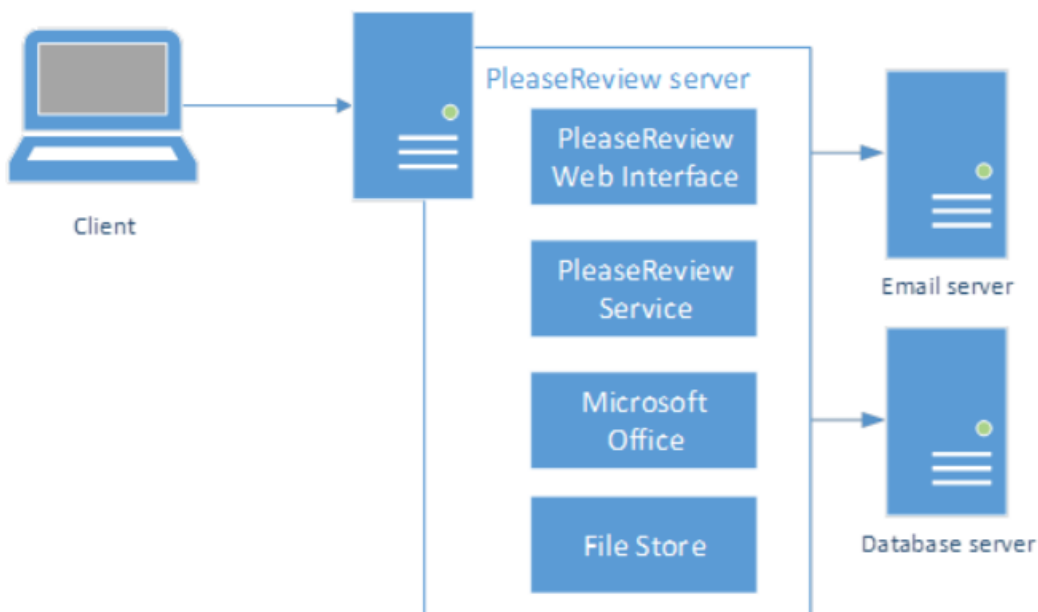 PleaseReview server
PleaseReview
Web Interface
Client
PleaseReview
Service
Email server
Microsoft
Office
File Store
Database server